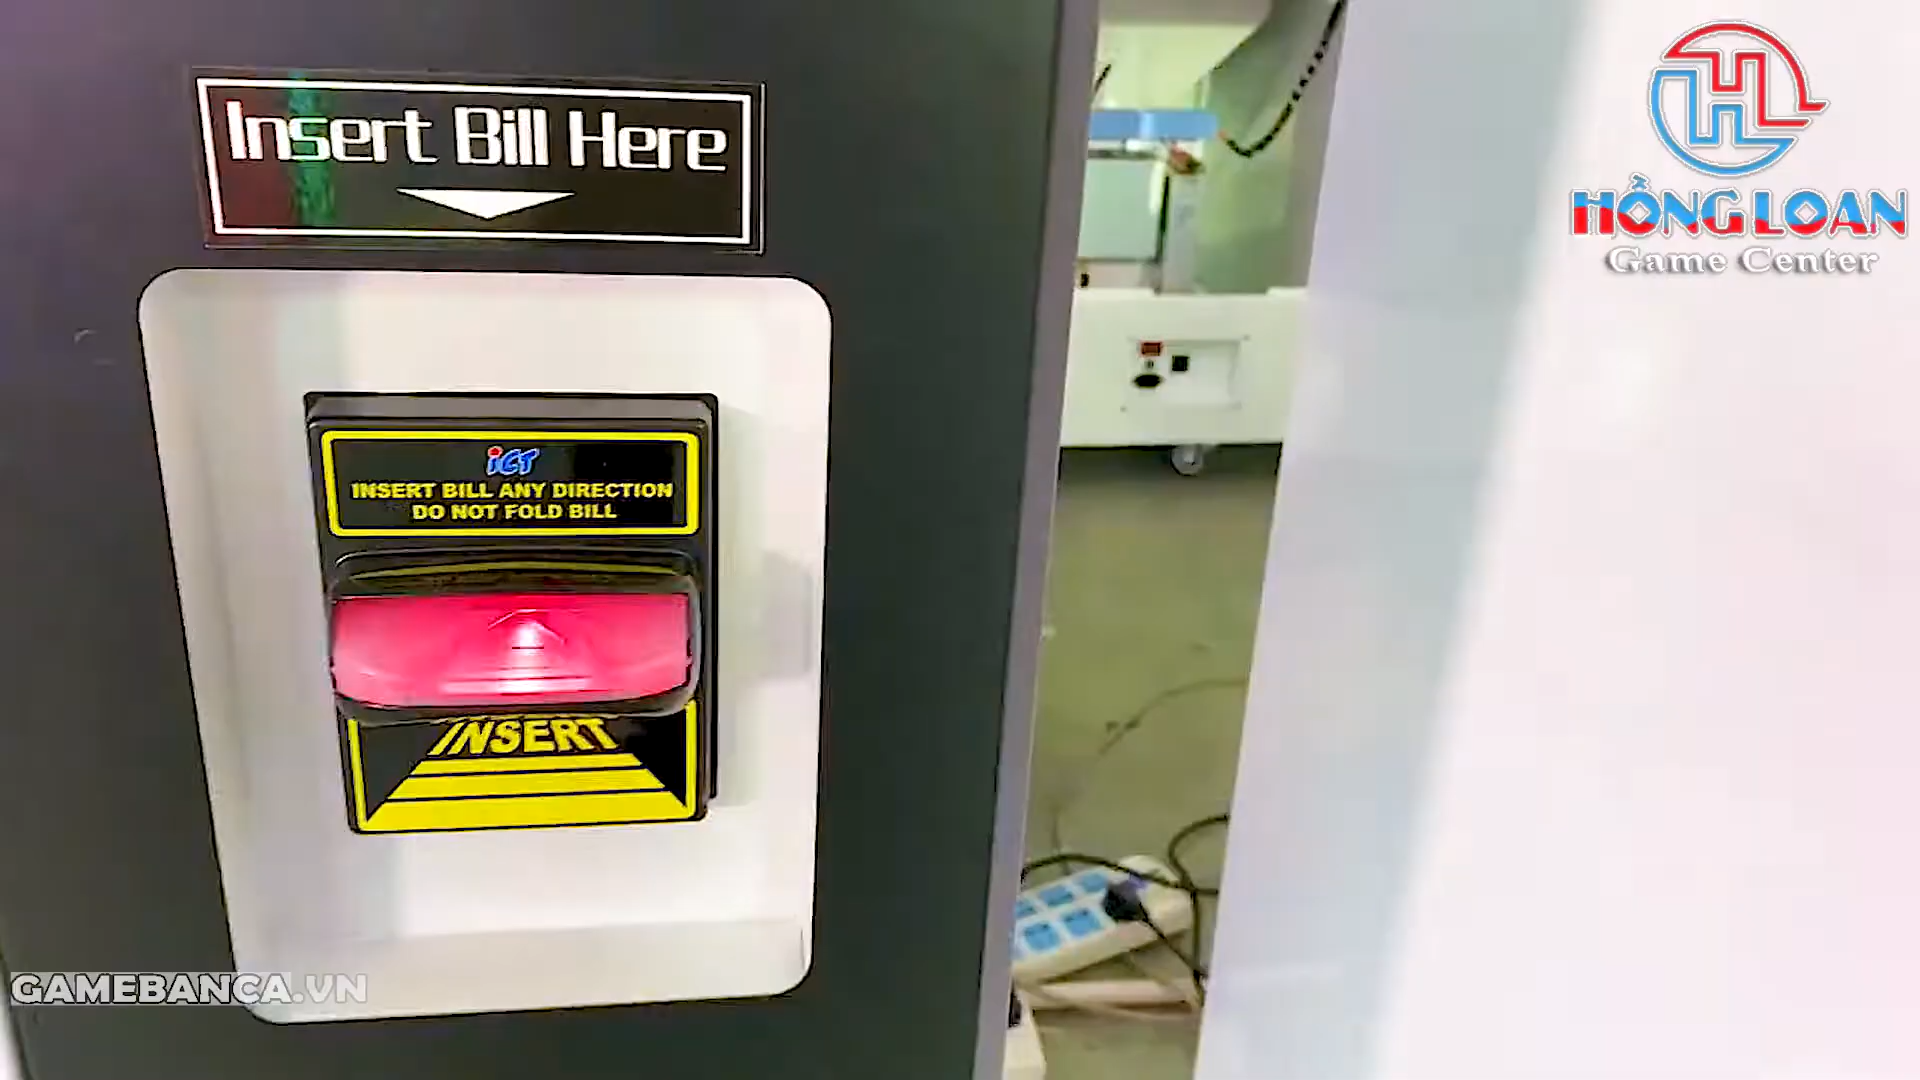 Insert Bill Here
ICT
INSERT BILL ANY DIRECTION
DO NOT FOLD BILL
INSERT
HỒNG LOAN
Game Center
GAMEBANCA.VN